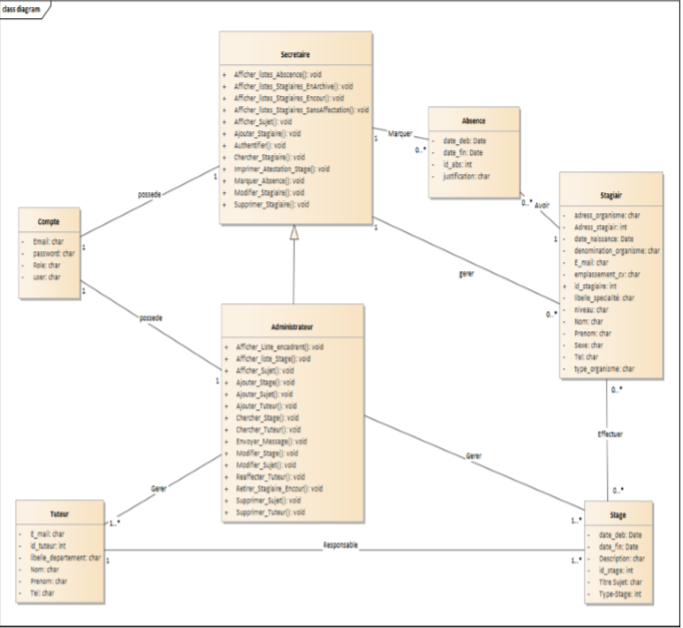 class diagram
Secretaire
+ Afficher_listes_Abscence(): void
+ Afficher_listes_Stagiaires_EnArchive(): void
+ Afficher_listes_Stagiaires_Encour(): void
+ Afficher_listes_Stagiaires_SansAffectation(): void
+ Afficher_Sujet(): void
+ Ajouter_Stagiaire(): void
+ Authentifier(): void
+ Chercher_Stagiaire(): void
+ Imprimer_Atestation_Stage(): void
+ Marquer_Absence(): void
+ Modifier_Stagiaire(): void
+ Supprimer_Stagiaire(): void
1
Marquer
0..*
Absence
- date_deb: Date
- date_fin: Date
- id_abs: int
- justification: char
0..*
Avoir
1
Stagiair
- adress_organisme: char
- Adress_stagiair: int
- date_naissance: Date
- denomination_organisme: char
- E_mail: char
- emplassement_cv: char
+ id_stagiaire: int
- libelle_specialité: char
- niveau: char
- Nom: char
- Prenom: char
- Sexe: char
- Tel: char
- type_organisme: char
possede
1
1
Compte
- Email: char
- password: char
- Role: char
- user: char
1
possede
1
1
gerer
0..*
Administrateur
+ Afficher_Liste_encadrant(): void
+ Afficher_liste_Stage(): void
+ Afficher_Sujet(): void
+ Ajouter_Stage(): void
+ Ajouter_Sujet(): void
+ Ajouter_Tuteur(): void
+ Chercher_Stage(): void
+ Chercher_Tuteur(): void
+ Envoyer_Message(): void
+ Modifier_Stage(): void
+ Modifier_Sujet(): void
+ Reaffecter_Tuteur(): void
+ Retirer_Stagiaire_Encour(): void
+ Supprimer_Sujet(): void
+ Supprimer_Tuteur(): void
0..*
Effectuer
0..*
Gerer
1..*
Gerer
1..*
Tuteur
- E_mail: char
- id_tuteur: int
- libelle_departement: char
- Nom: char
- Prenom: char
- Tel: char
1
Responsable
1..*
Stage
- date_deb: Date
- date_fin: Date
- Description: char
- id_stage: int
- Titre Sujet: char
- Type-Stage: int